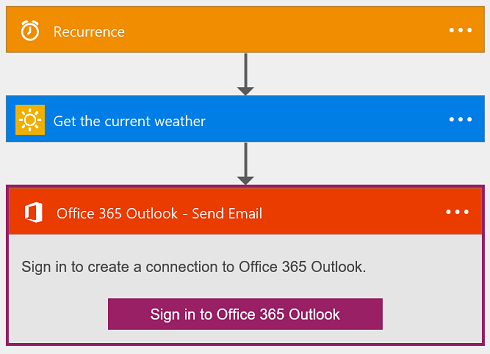 Recurrence
Get the current weather
Office 365 Outlook - Send Email
Sign in to create a connection to Office 365 Outlook.
Sign in to Office 365 Outlook